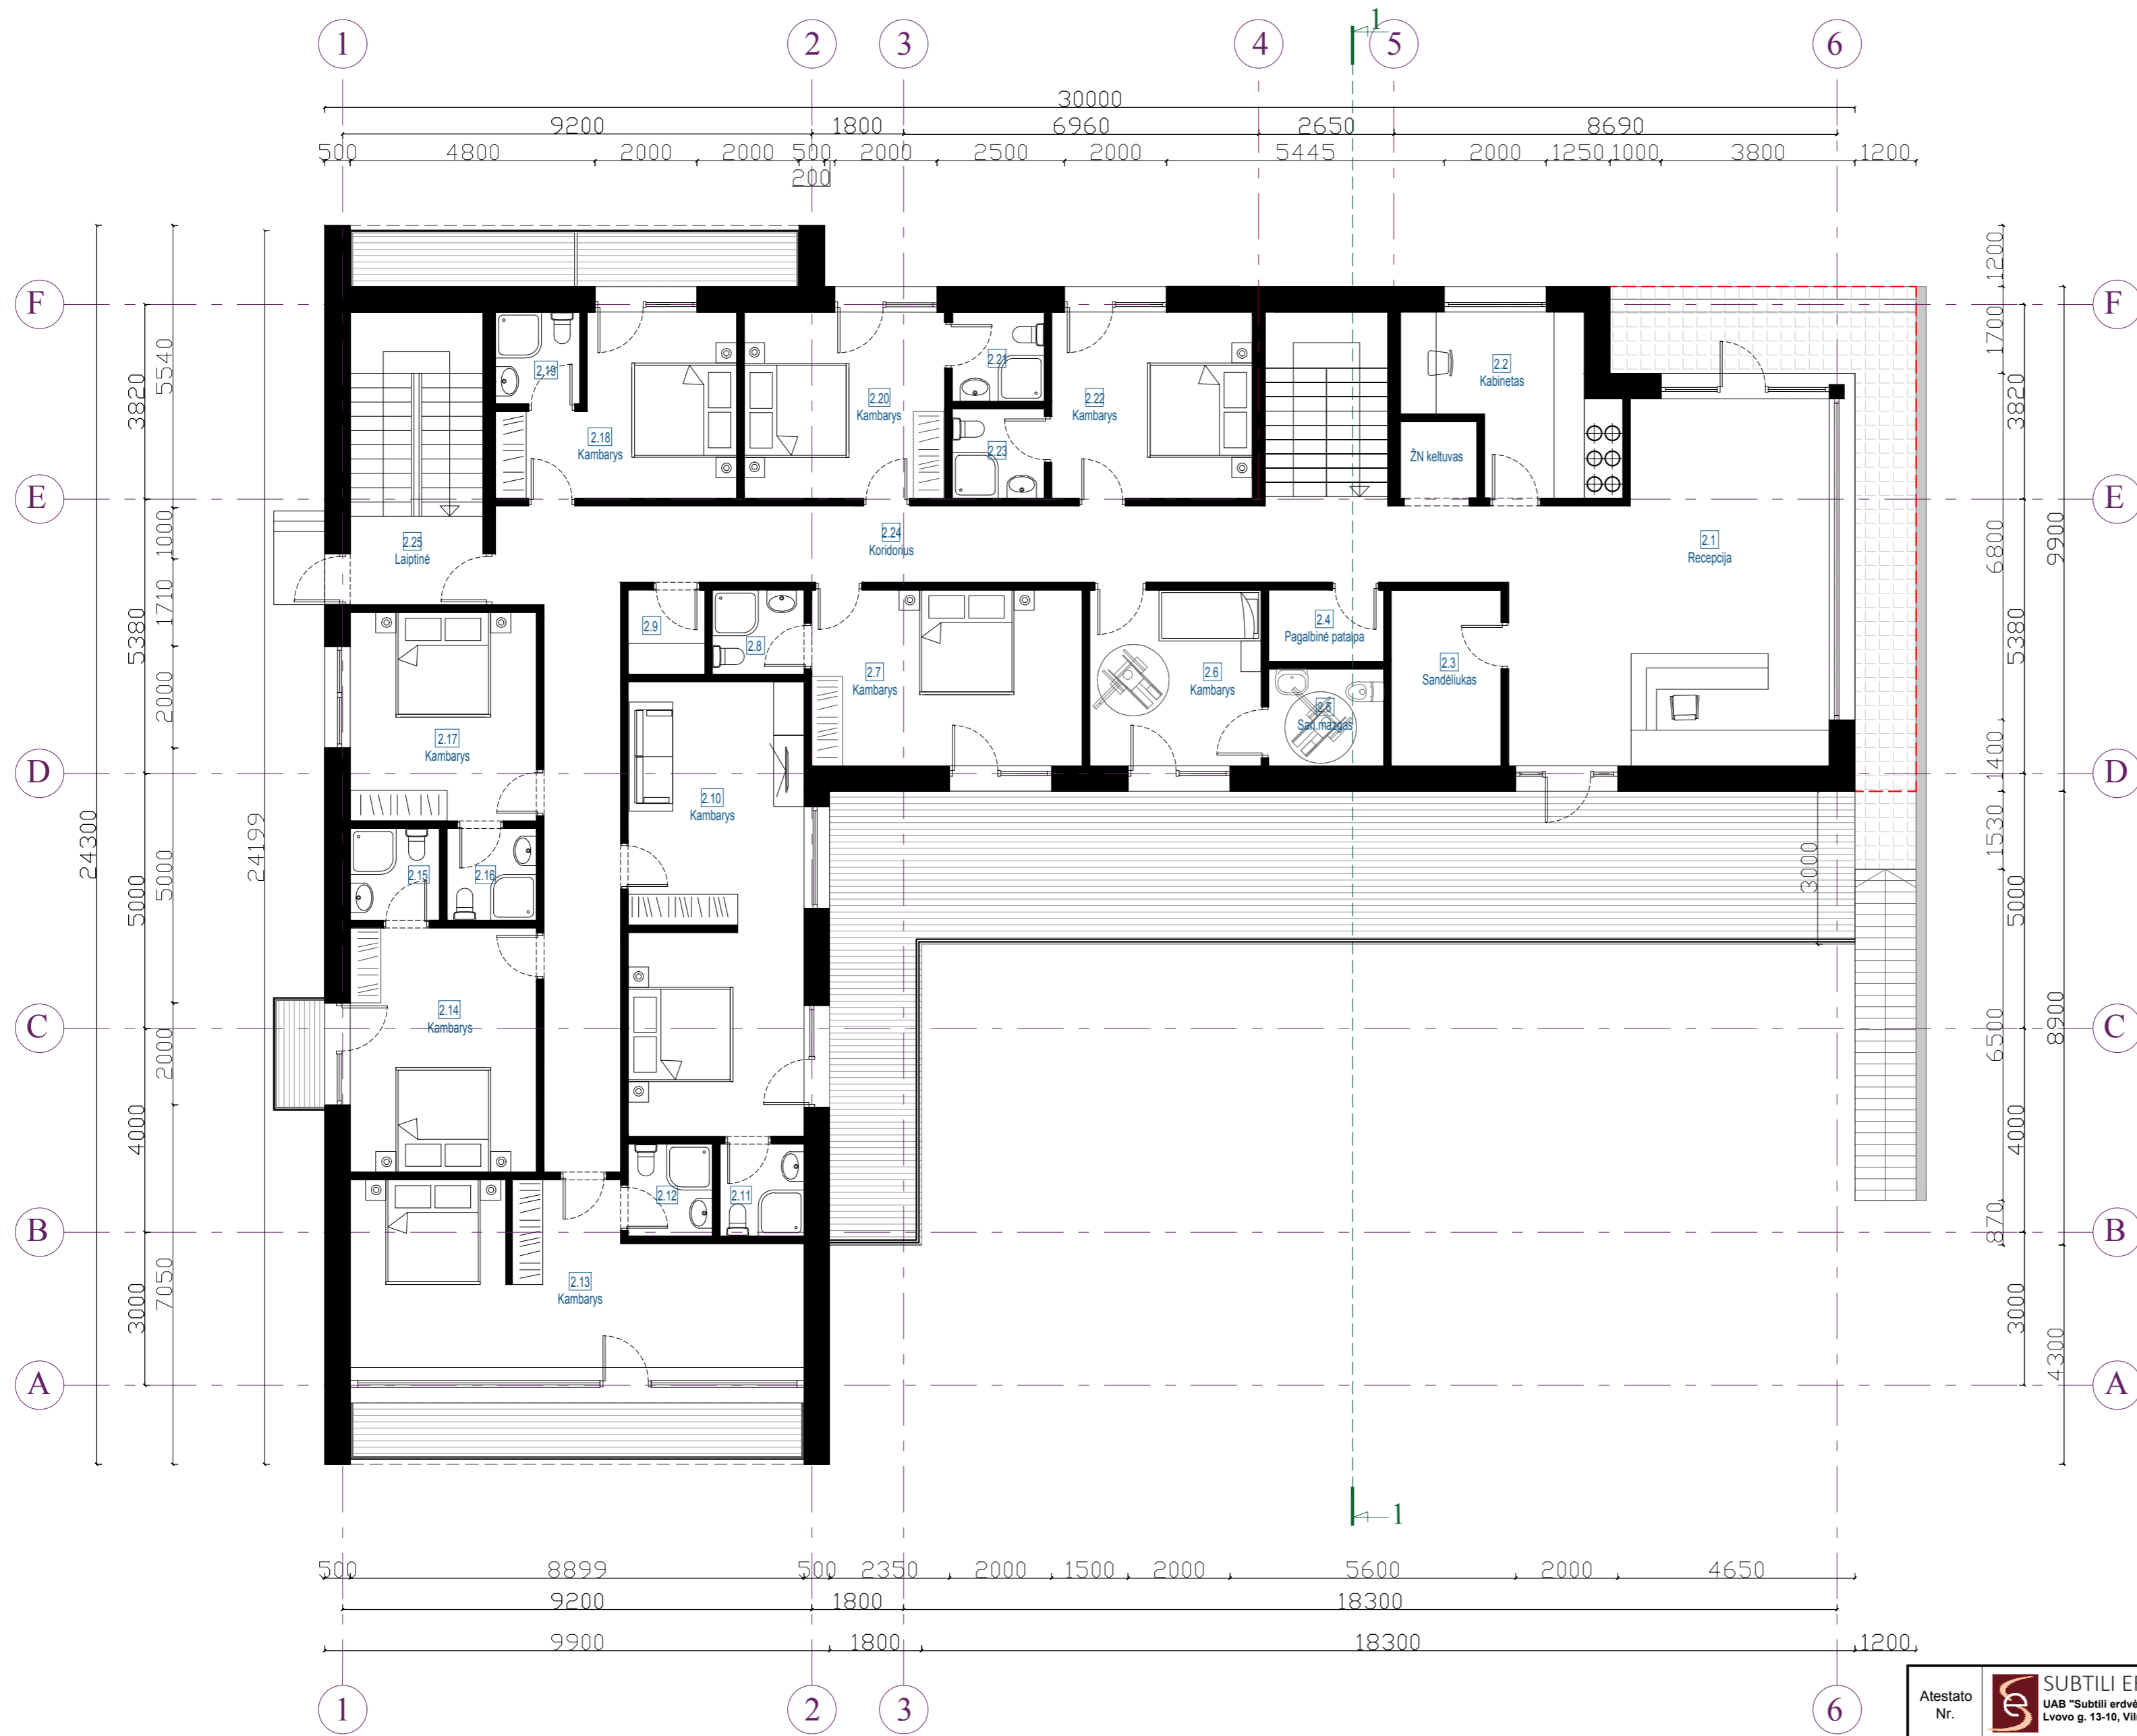 1 2 3 4 1 5 6
30000
9200 1800 6960 2650 8690
500 4800 2000 2000 500 2000 2500 2000 5445 2000 1250 1000 3800 1200
200
F F
E E
D D
C C
B B
A A
24300
3820 5380 5000 4000 3000
5540 1000 1710 2000 5000 2000 7050
24199
1200 1700 6800 1400 1530 6500 870
3820 5380 5000 4000 3000
9900 8900 4300
2.19
2.18
Kambarys
2.20
Kambarys
2.21
2.23
2.22
Kambarys
2.2
Kabinetas
ŽN keltuvas
2.25
Laiptinė
2.24
Koridorius
2.1
Recepcija
2.9
2.8
2.7
Kambarys
2.6
Kambarys
2.4
Pagalbinė patalpa
2.5
San.mazgas
2.3
Sandėliukas
2.17
Kambarys
2.10
Kambarys
2.15
2.16
3000
2.14
Kambarys
2.12
2.11
2.13
Kambarys
1
500 8899 500 2350 2000 1500 2000 5600 2000 4650
9200 1800 18300
9900 1800 18300 1200
1 2 3 6
Atestato
Nr.
SUBTILI
UAB "Subtili erdvė
Lvovo g. 13-10,